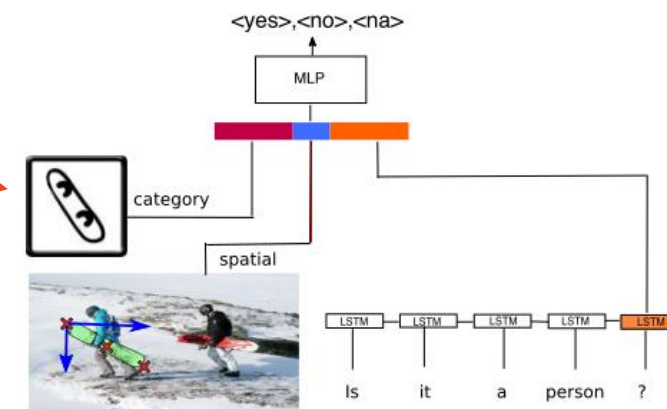 <yes>,<no>,<na>
MLP
category
spatial
LSTM LSTM LSTM LSTM LSTM
Is it a person ?